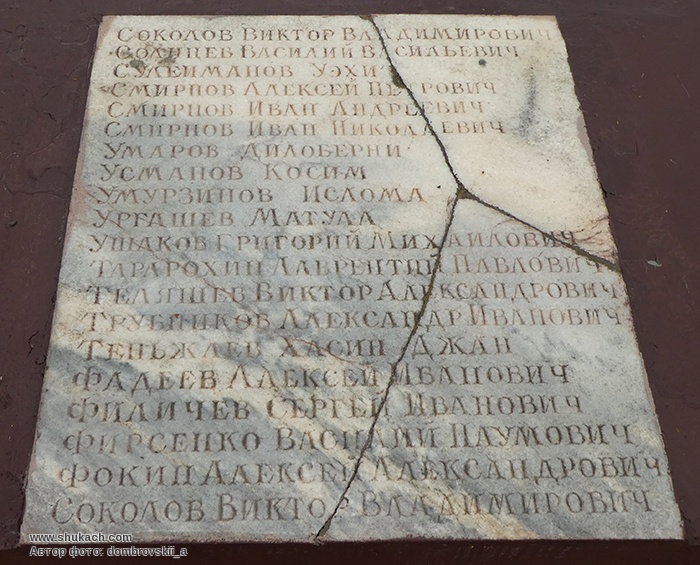 Соколов Виктор Владимирович
Солнцев Василий Васильевич
Сулейманов Уэхи
Смирнов Алексей Петрович
Смирнов Иван Андреевич
Смирнов Иван Николаевич
Умаров Дилоберни
Усманов Косим
Умурзинов Ислома
Ургашев Матула
Ушаков Григорий Михайлович
Тарарохин Лаврентий Павлович
Теляшев Виктор Александрович
Трубников Александр Иванович
Теньжаев Хасин Джан
Фадеев Алексей Иванович
Филичев Сергей Иванович
Фирсенко Василий Наумович
Фокин Алексей Александрович
Соколов Виктор Владимирович
www.shukach.com
Автор фото: dombrovskii_a